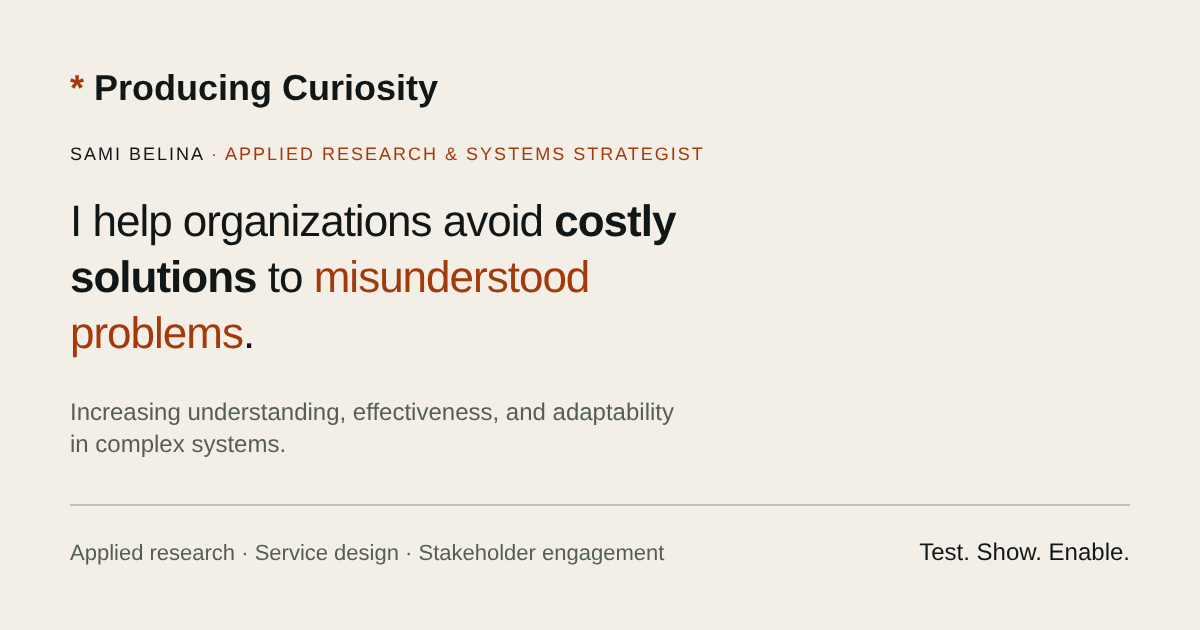 * Producing Curiosity
SAMI BELINA · APPLIED RESEARCH & SYSTEMS STRATEGIST
I help organizations avoid costly
solutions to misunderstood
problems.
Increasing understanding, effectiveness, and adaptability
in complex systems.
Applied research · Service design · Stakeholder engagement
Test. Show. Enable.